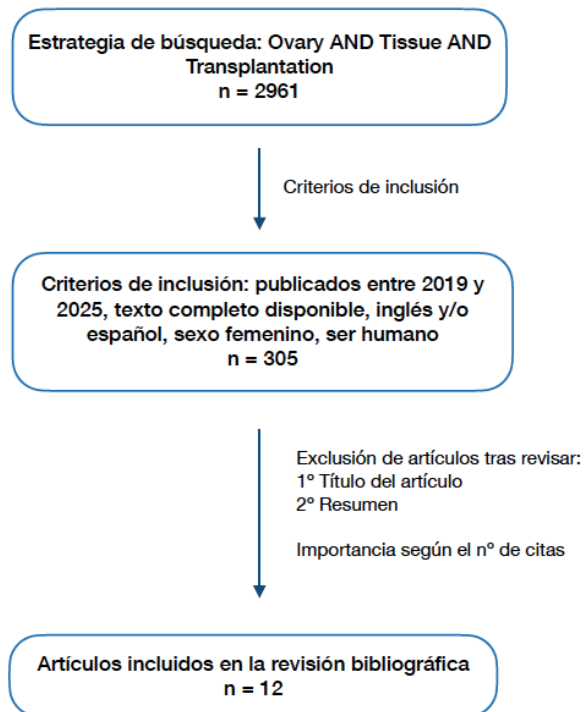 Estrategia de búsqueda: Ovary AND Tissue AND
Transplantation
n = 2961
Criterios de inclusión
Criterios de inclusión: publicados entre 2019 y
2025, texto completo disponible, inglés y/o
español, sexo femenino, ser humano
n = 305
Exclusión de artículos tras revisar:
1º Título del artículo
2º Resumen
Importancia según el nº de citas
Artículos incluidos en la revisión bibliográfica
n = 12